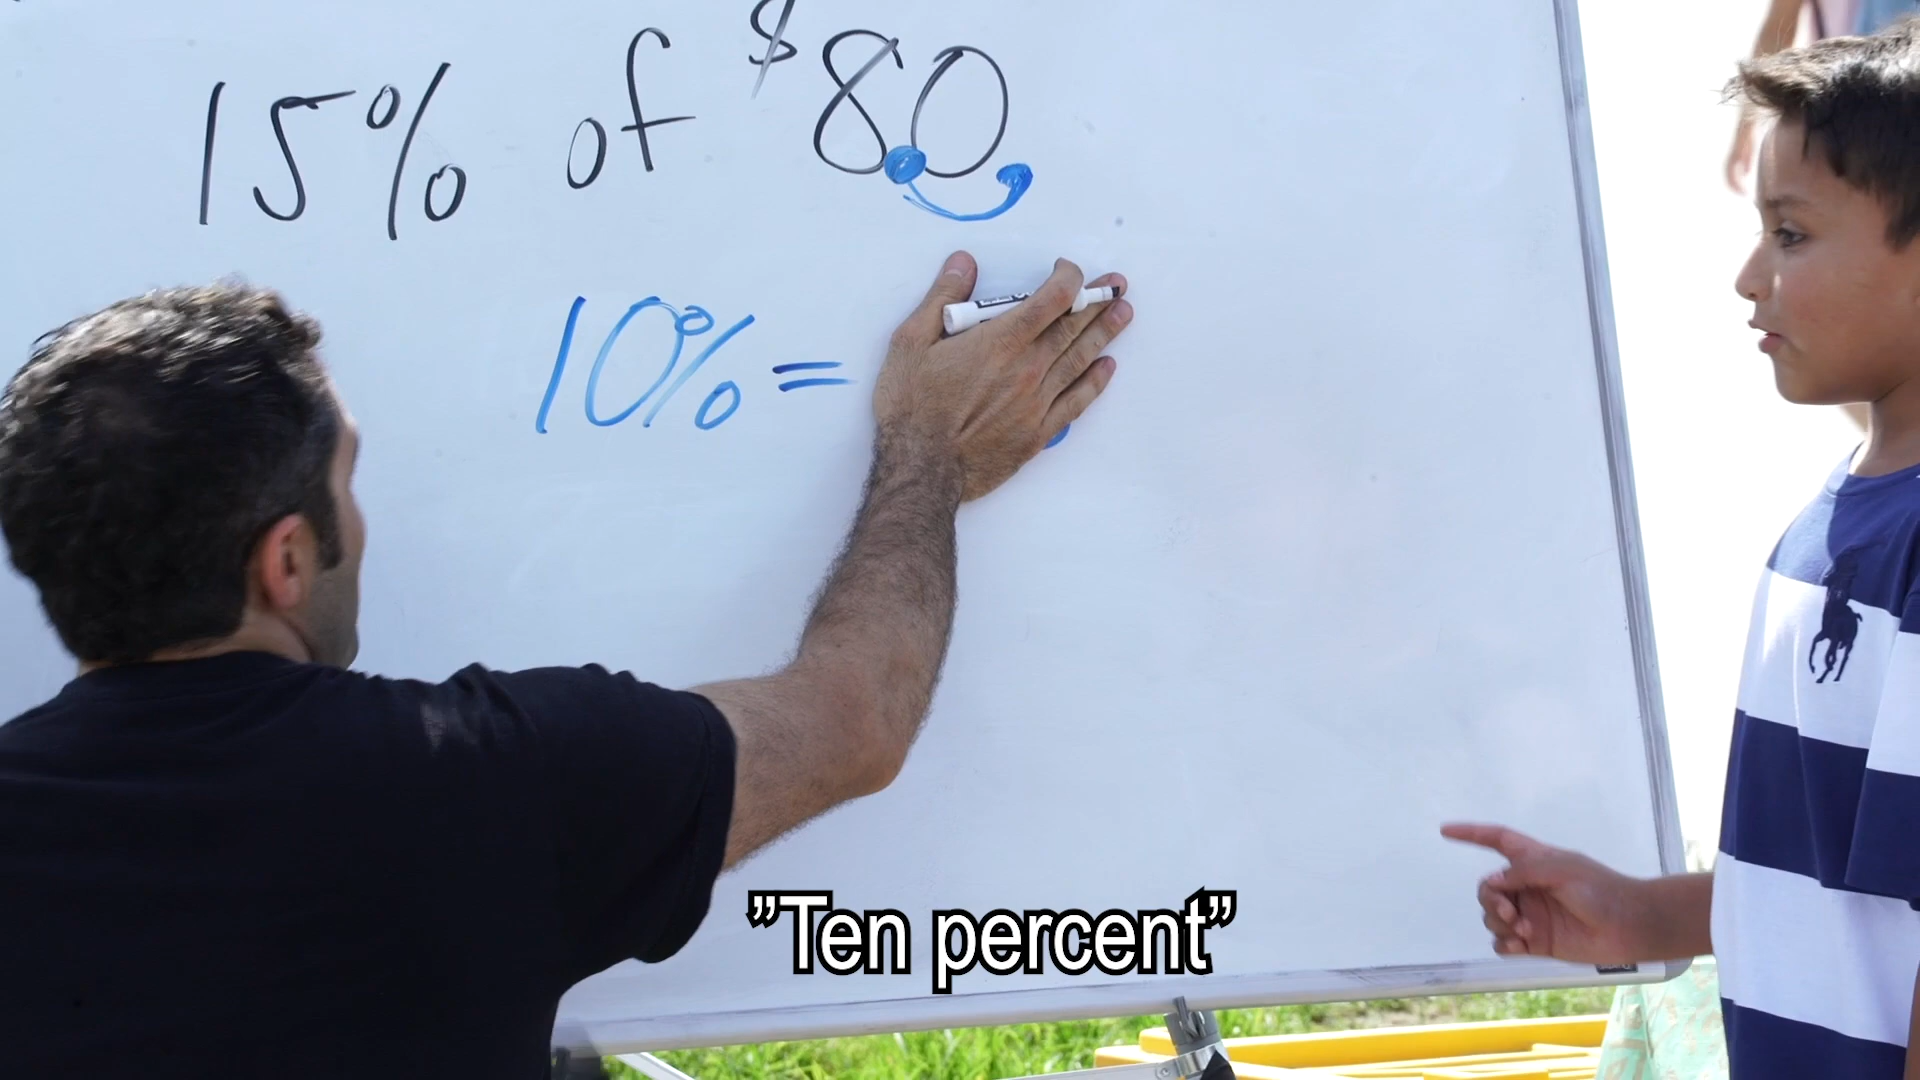 15% of $80
10% =
”Ten percent”